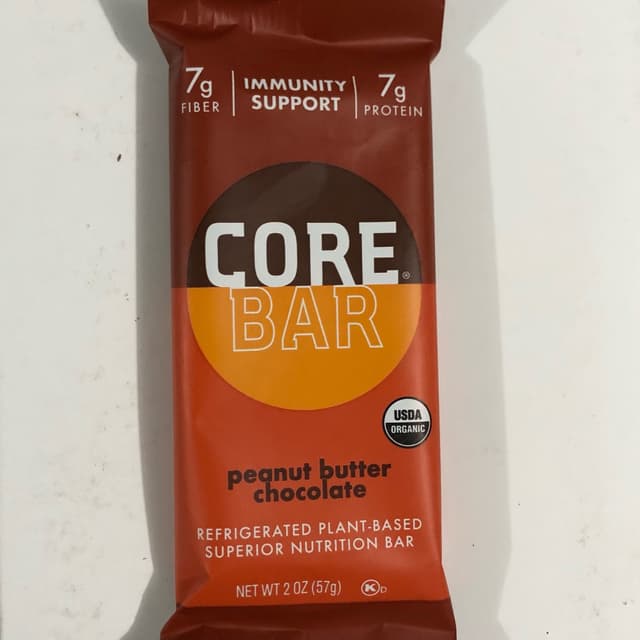 7g FIBER
IMMUNITY SUPPORT
7g PROTEIN
CORE®
BAR
USDA
ORGANIC
peanut butter
chocolate
REFRIGERATED PLANT-BASED
SUPERIOR NUTRITION BAR
NET WT 2 OZ (57g)
K D